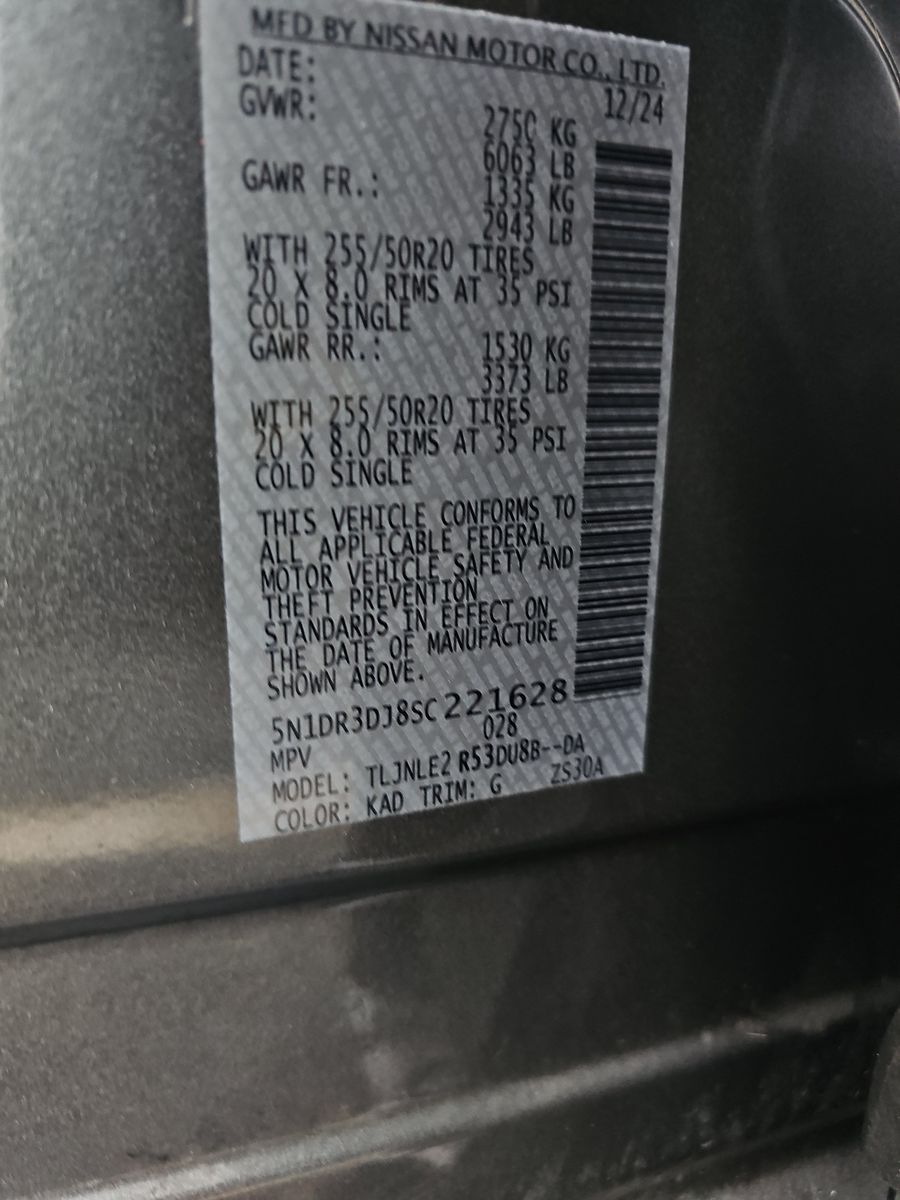 MFD BY NISSAN MOTOR CO., LTD.
DATE: 12/24
GVWR: 2750 KG
6063 LB
GAWR FR.: 1335 KG
2943 LB
WITH 255/50R20 TIRES
20 X 8.0 RIMS AT 35 PSI
COLD SINGLE
GAWR RR.: 1530 KG
3373 LB
WITH 255/50R20 TIRES
20 X 8.0 RIMS AT 35 PSI
COLD SINGLE
THIS VEHICLE CONFORMS TO
ALL APPLICABLE FEDERAL
MOTOR VEHICLE SAFETY AND
THEFT PREVENTION
STANDARDS IN EFFECT ON
THE DATE OF MANUFACTURE
SHOWN ABOVE.
5N1DR3DJ8SC221628
MPV 028
MODEL: TLJNLE2 R53DU8B--DA
COLOR: KAD TRIM: G ZS30A